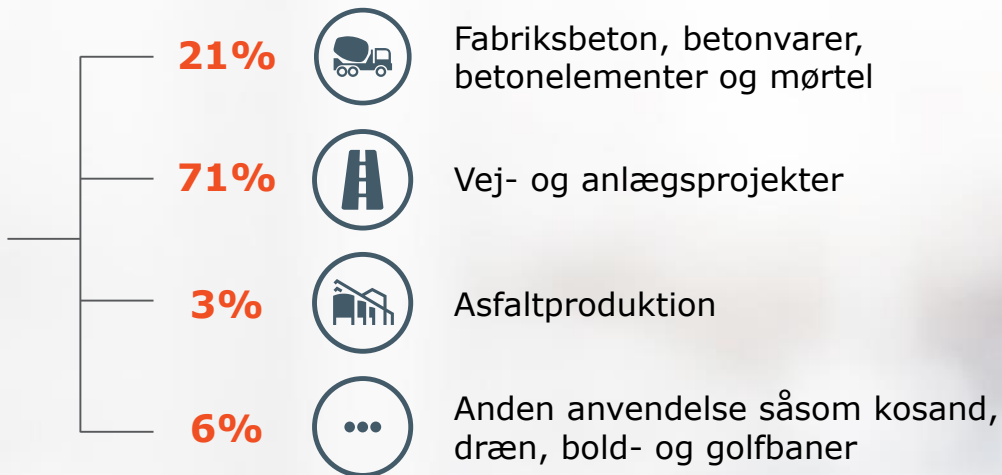 21%
Fabriksbeton, betonvarer,
betonelementer og mørtel
71%
Vej- og anlægsprojekter
3%
Asfaltproduktion
6%
Anden anvendelse såsom kosand,
dræn, bold- og golfbaner